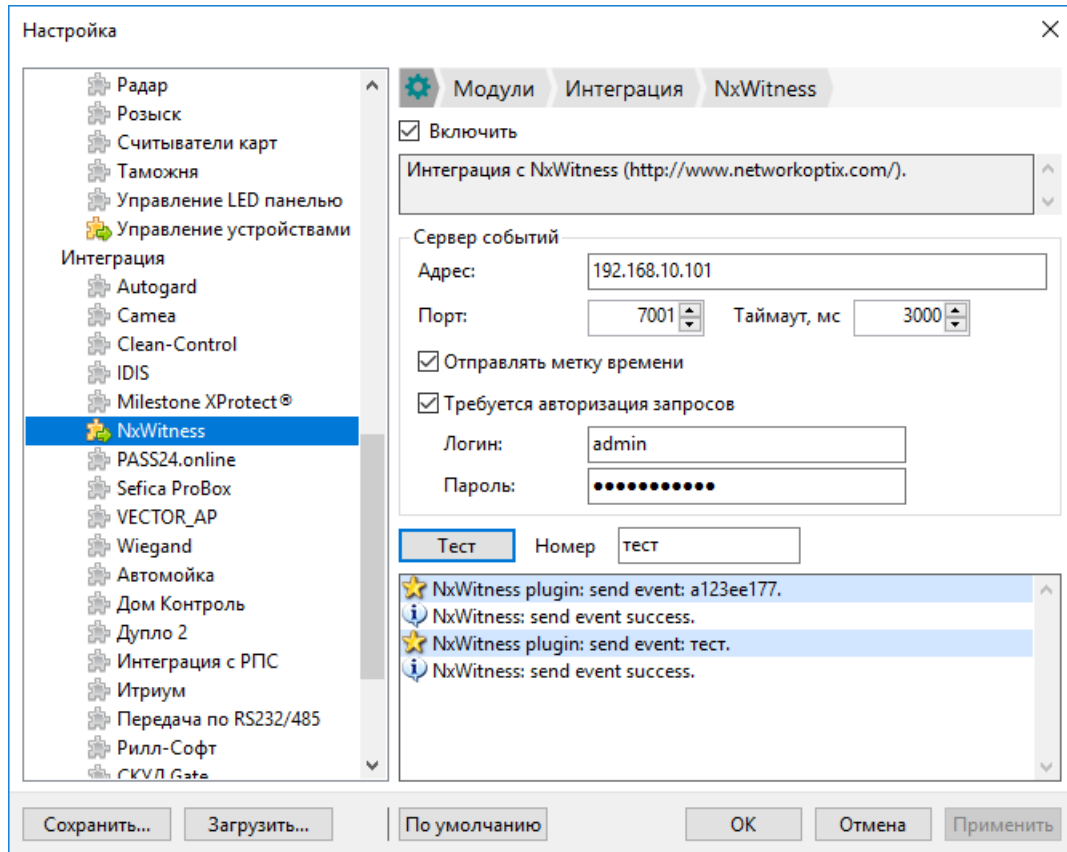 Настройка
Радар
Розыск
Считыватели карт
Таможня
Управление LED панелью
Управление устройствами
Интеграция
Autogard
Camea
Clean-Control
IDIS
Milestone XProtect®
NxWitness
PASS24.online
Sefica ProBox
VECTOR_AP
Wiegand
Автомойка
Дом Контроль
Дупло 2
Интеграция с РПС
Итриум
Передача по RS232/485
Рилл-Софт
СКУД Gate
Модули Интеграция NxWitness
Включить
Интеграция с NxWitness (http://www.networkoptix.com/).
Сервер событий
Адрес: 192.168.10.101
Порт: 7001 Таймаут, мс 3000
Отправлять метку времени
Требуется авторизация запросов
Логин: admin
Пароль: ●●●●●●●●●●●
Тест Номер тест
NxWitness plugin: send event: a123ee177.
NxWitness: send event success.
NxWitness plugin: send event: тест.
NxWitness: send event success.
Сохранить... Загрузить... По умолчанию OK Отмена Применить